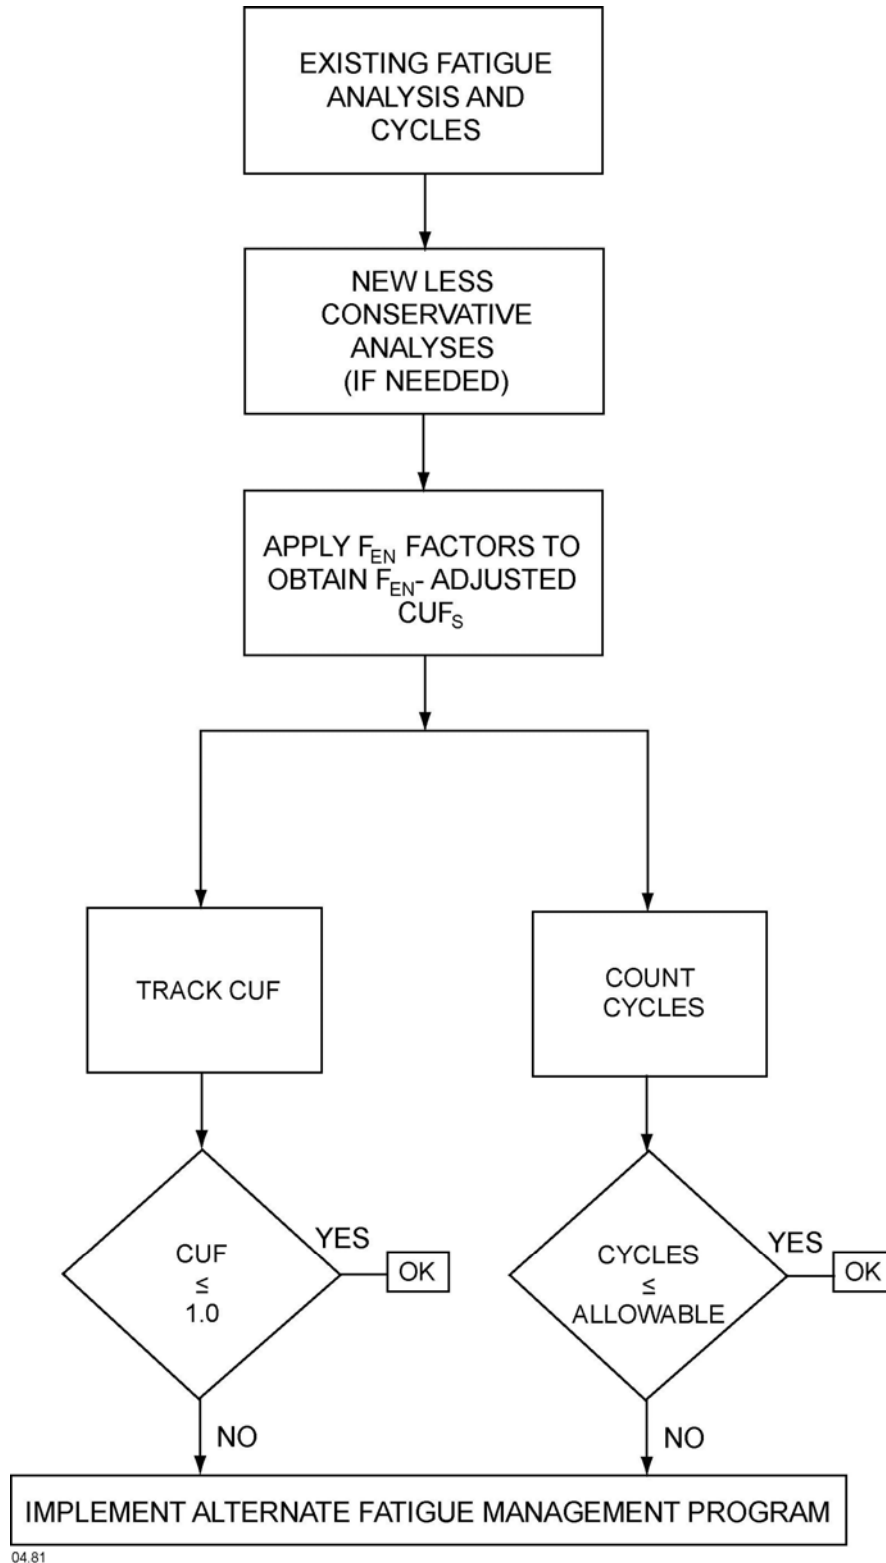 EXISTING FATIGUE
ANALYSIS AND
CYCLES
NEW LESS
CONSERVATIVE
ANALYSES
(IF NEEDED)
APPLY FEN FACTORS TO
OBTAIN FEN- ADJUSTED
CUFS
TRACK CUF
COUNT
CYCLES
CUF
≤
1.0
YES
OK
CYCLES
≤
ALLOWABLE
YES
OK
NO
NO
IMPLEMENT ALTERNATE FATIGUE MANAGEMENT PROGRAM
04.81